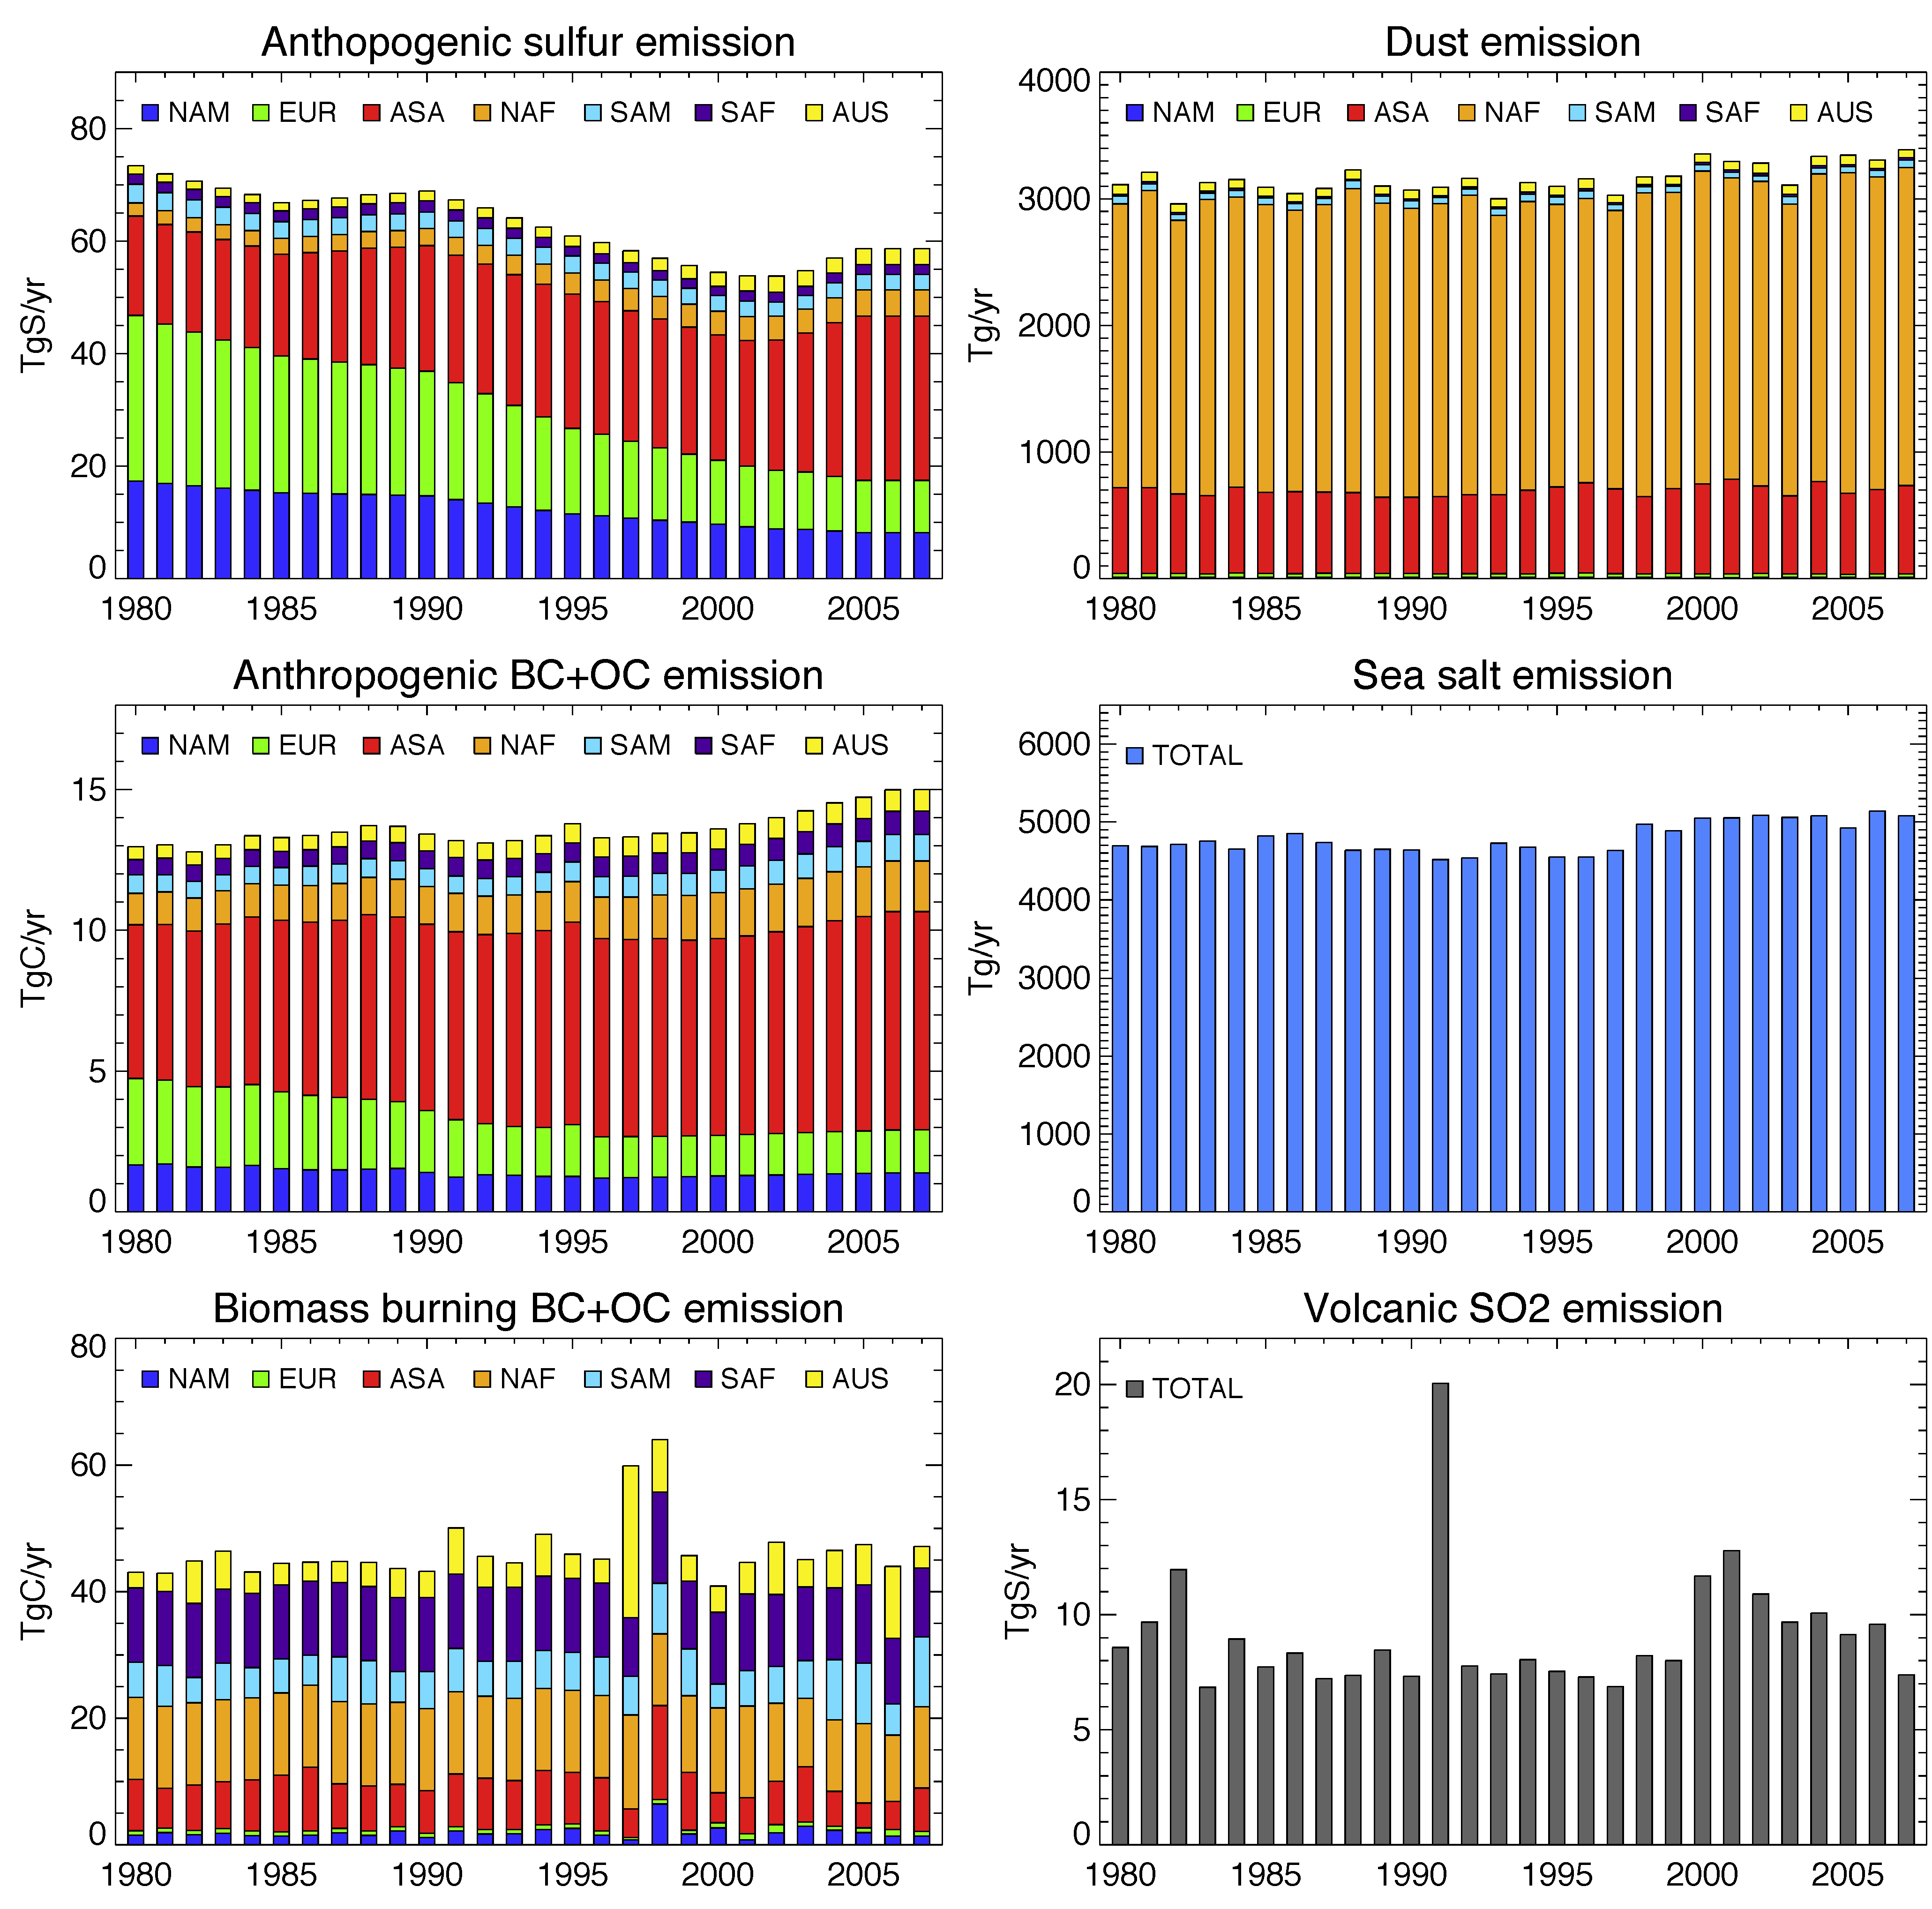 Anthopogenic sulfur emission
NAM EUR ASA NAF SAM SAF AUS
TgS/yr
80
60
40
20
0
1980 1985 1990 1995 2000 2005
Dust emission
NAM EUR ASA NAF SAM SAF AUS
Tg/yr
4000
3000
2000
1000
0
1980 1985 1990 1995 2000 2005
Anthropogenic BC+OC emission
NAM EUR ASA NAF SAM SAF AUS
TgC/yr
15
10
5
0
1980 1985 1990 1995 2000 2005
Sea salt emission
TOTAL
Tg/yr
6000
5000
4000
3000
2000
1000
0
1980 1985 1990 1995 2000 2005
Biomass burning BC+OC emission
NAM EUR ASA NAF SAM SAF AUS
TgC/yr
80
60
40
20
0
1980 1985 1990 1995 2000 2005
Volcanic SO2 emission
TOTAL
TgS/yr
20
15
10
5
0
1980 1985 1990 1995 2000 2005